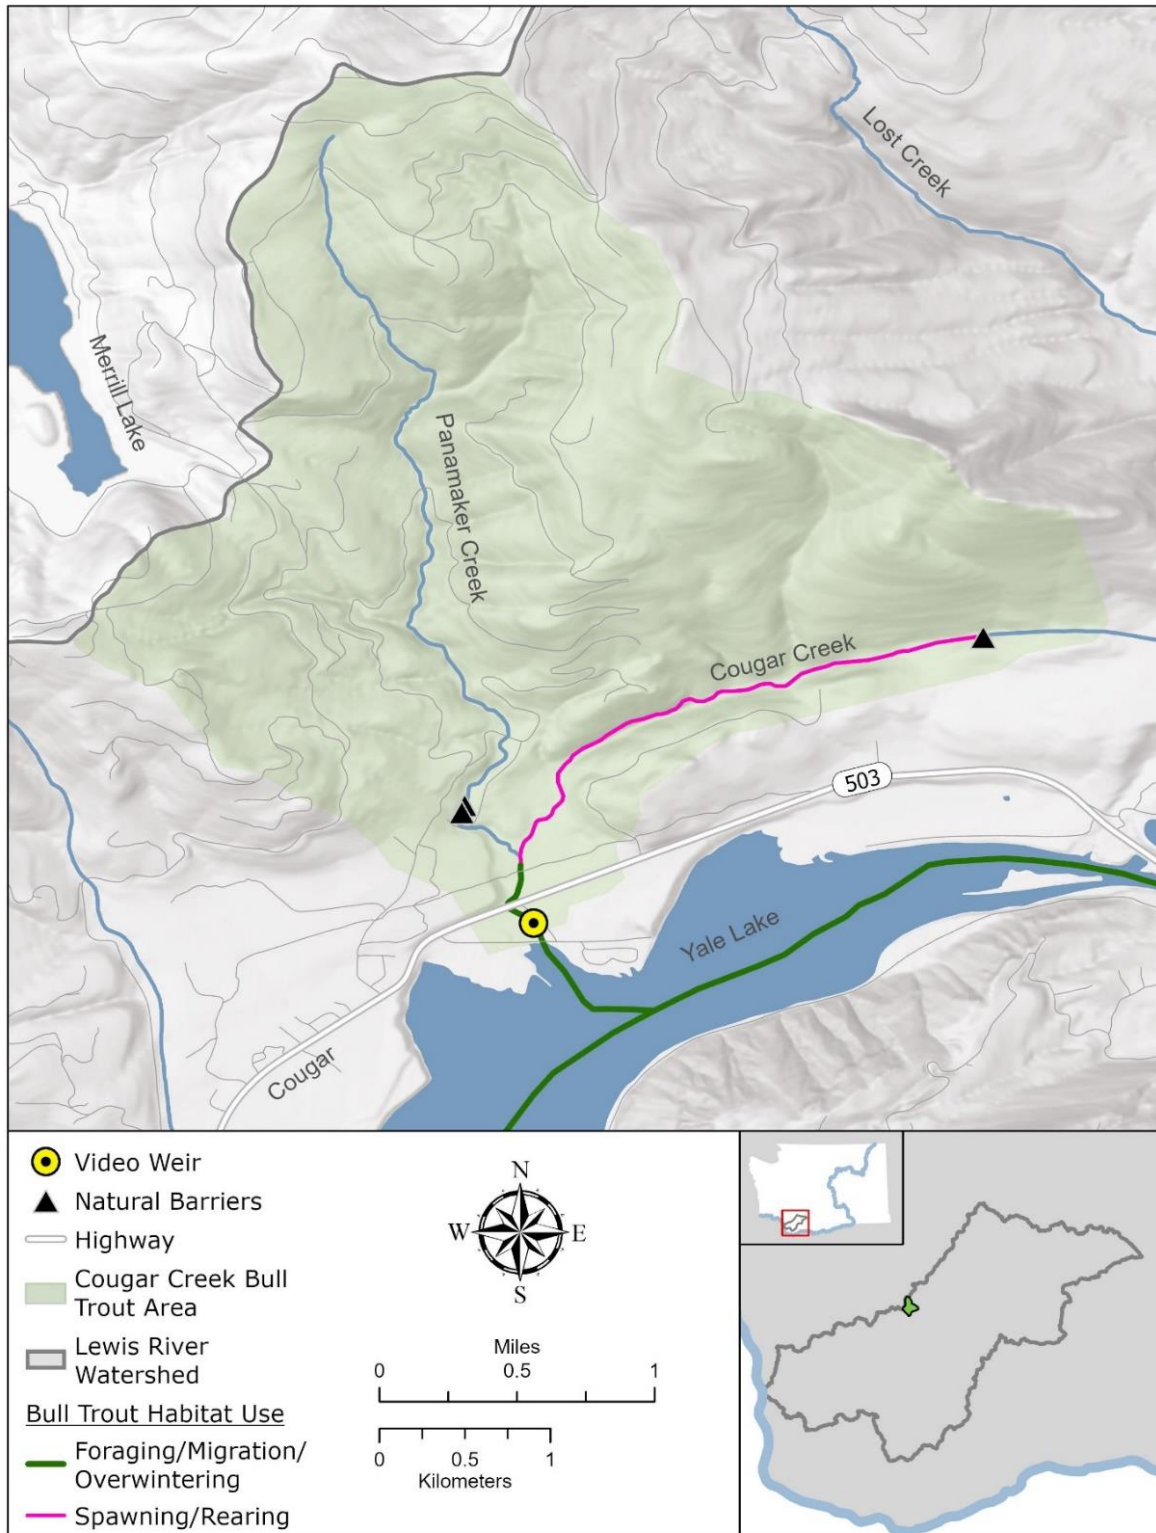 Lost Creek
Merrill Lake
Panamaker Creek
Cougar Creek
503
Yale Lake
Cougar
Video Weir
Natural Barriers
Highway
Cougar Creek Bull
Trout Area
Lewis River
Watershed
Bull Trout Habitat Use
Foraging/Migration/
Overwintering
Spawning/Rearing
N
W
E
S
Miles
0
0.5
1
0
0.5
1
Kilometers